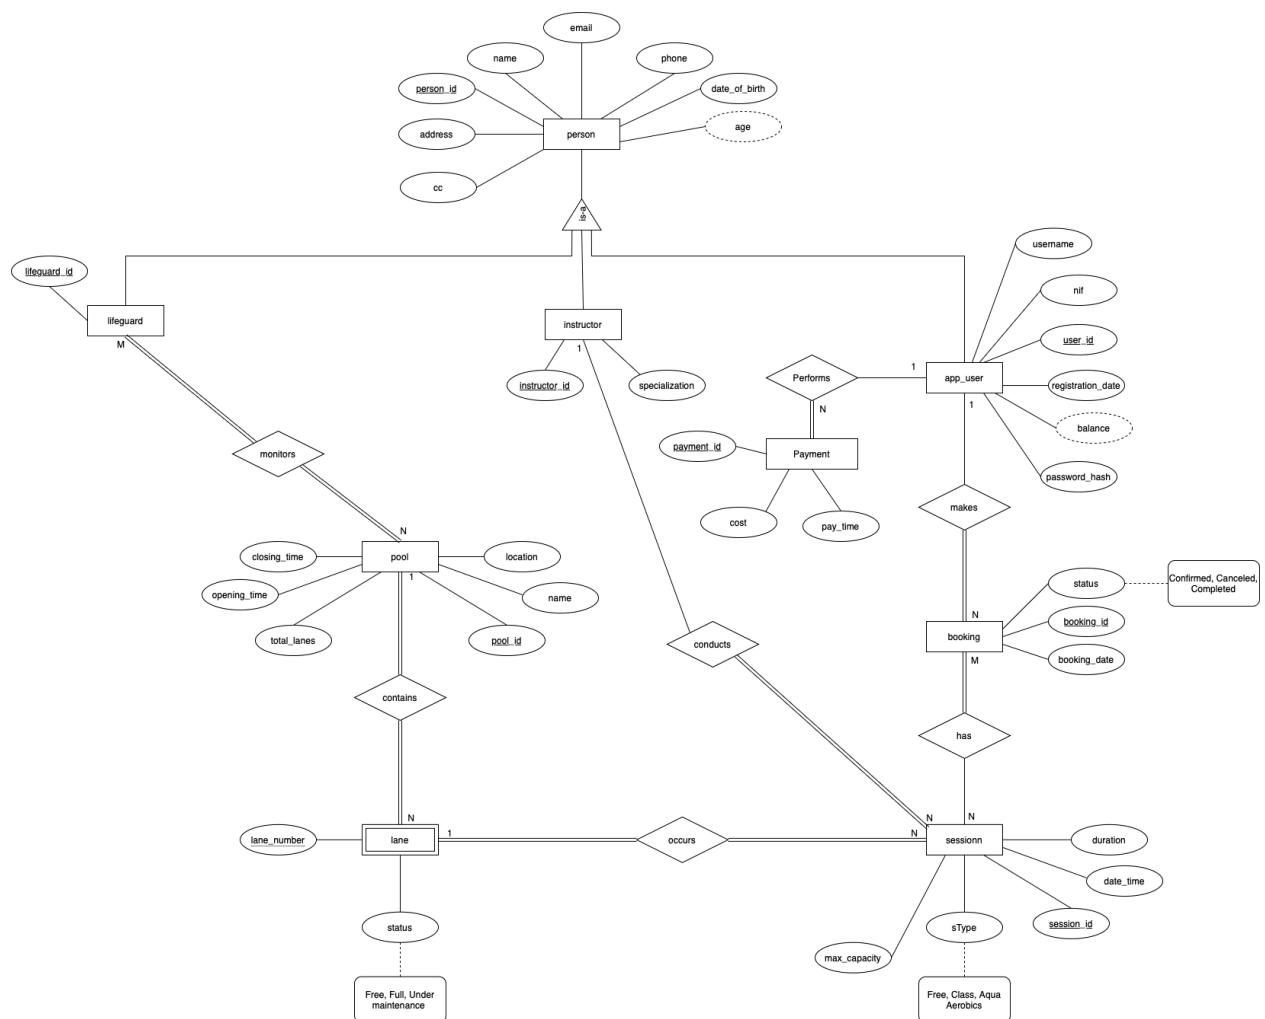 email
name
phone
person_id
date_of_birth
age
address
person
cc
is-a
username
lifeguard_id
nif
lifeguard
instructor
M
1
user_id
Performs
1
app_user
instructor_id
specialization
registration_date
N
1
balance
payment_id
Payment
monitors
password_hash
makes
cost
pay_time
N
closing_time
pool
location
1
status
Confirmed, Canceled,
Completed
opening_time
name
N
booking_id
total_lanes
pool_id
booking
conducts
M
booking_date
contains
has
N
N
N
lane_number
lane
1
occurs
N
sessionn
duration
date_time
status
sType
session_id
max_capacity
Free, Full, Under
maintenance
Free, Class, Aqua
Aerobics